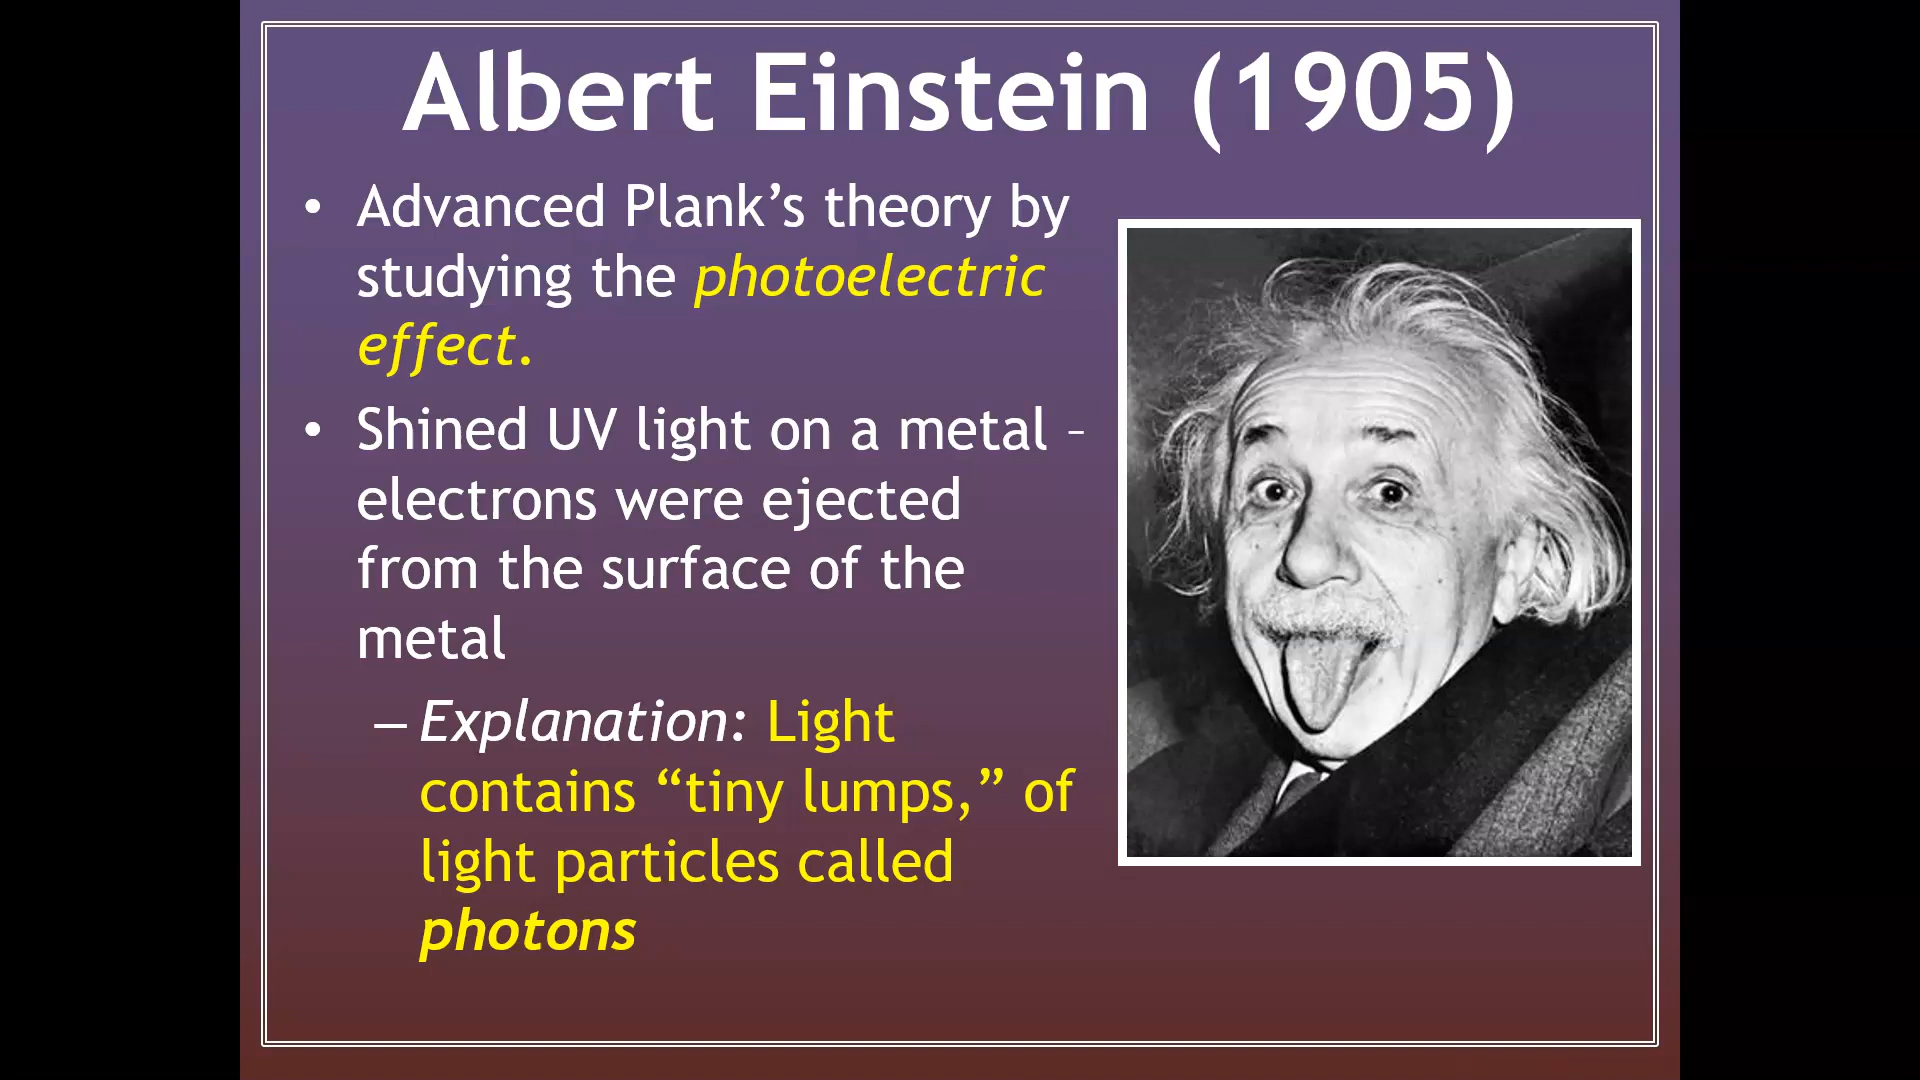 Albert Einstein (1905)
• Advanced Plank’s theory by
studying the photoelectric
effect.
• Shined UV light on a metal –
electrons were ejected
from the surface of the
metal
– Explanation: Light
contains “tiny lumps,” of
light particles called
photons